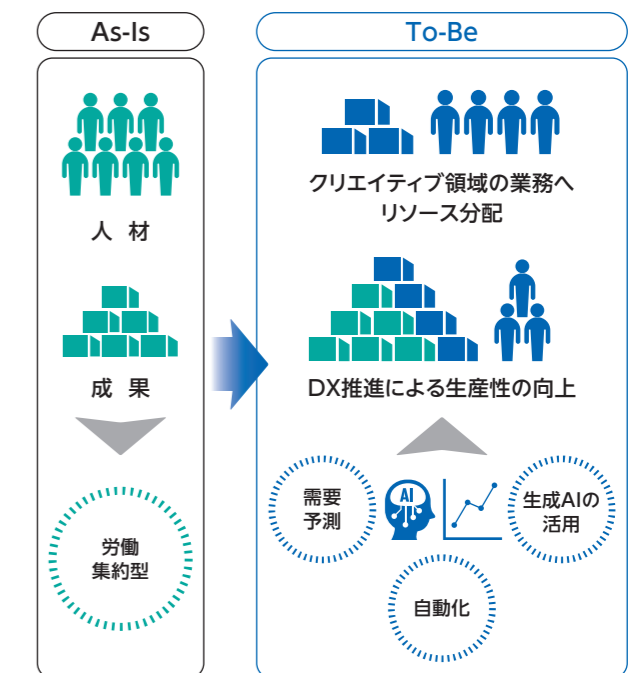 As-Is
人 材
成 果
労働
集約型
To-Be
クリエイティブ領域の業務へ
リソース分配
DX推進による生産性の向上
需要
予測
AI
生成AIの
活用
自動化